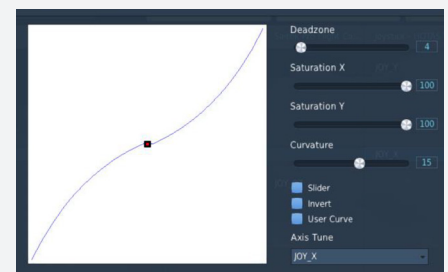 Deadzone
4
Saturation X
100
Saturation Y
100
Curvature
15
Slider
Invert
User Curve
Axis Tune
JOY_X